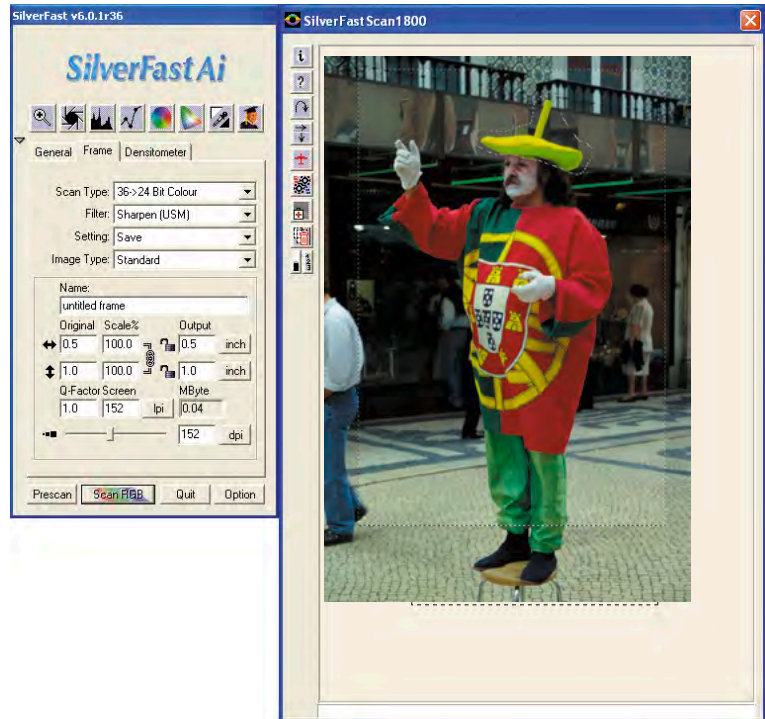 SilverFast v6.0.1r36
SilverFast Ai
General Frame Densitometer
Scan Type: 36->24 Bit Colour
Filter: Sharpen (USM)
Setting: Save
Image Type: Standard
Name:
untitled frame
Original Scale% Output
0.5 100.0 0.5 inch
1.0 100.0 1.0 inch
Q-Factor Screen MByte
1.0 152 lpi 0.04
152 dpi
Prescan Scan RGB Quit Option
SilverFastScan1800
i
?